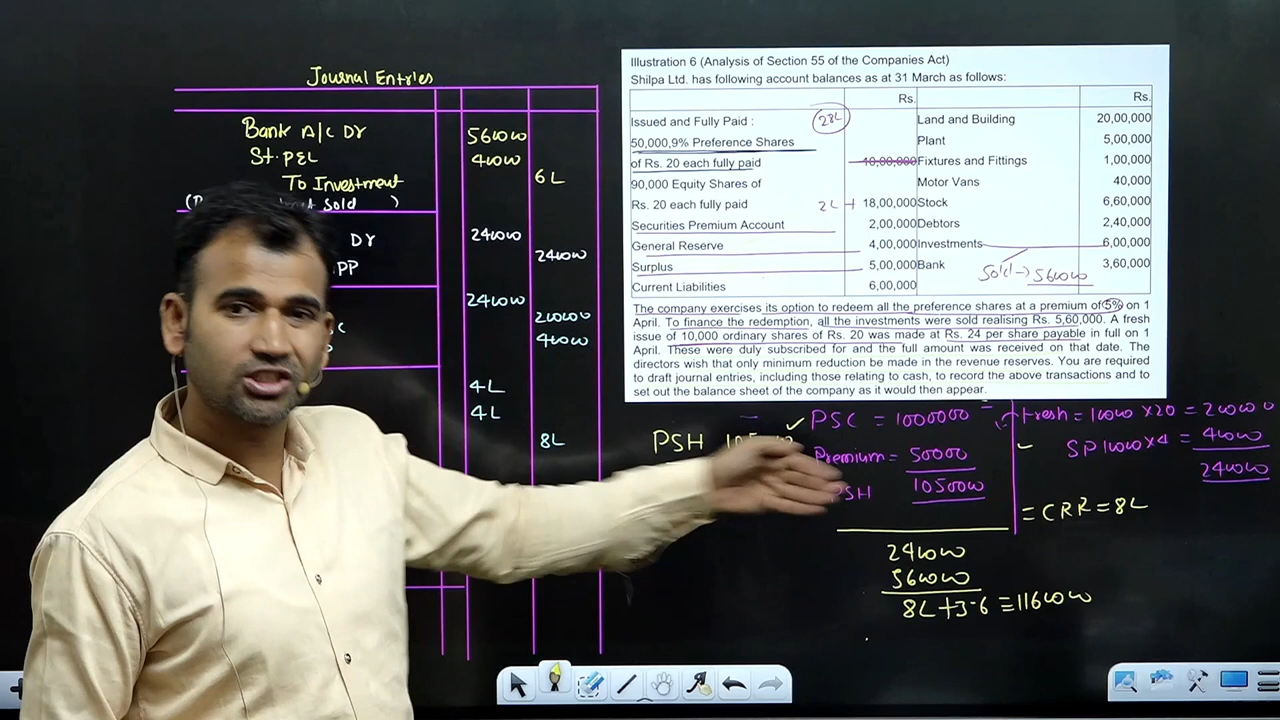 Journal Entries
Bank A/c Dr 560000
St. P&L 40000
To Investment 6L
sold )
Dr 240000
PP 240000
240000
200000
40000
4L
4L
8L
Illustration 6 (Analysis of Section 55 of the Companies Act)
Shilpa Ltd. has following account balances as at 31 March as follows:
Rs. Rs.
Issued and Fully Paid : 28L Land and Building 20,00,000
50,000,9% Preference Shares Plant 5,00,000
of Rs. 20 each fully paid 10,00,000 Fixtures and Fittings 1,00,000
90,000 Equity Shares of Motor Vans 40,000
Rs. 20 each fully paid 2L + 18,00,000 Stock 6,60,000
Securities Premium Account 2,00,000 Debtors 2,40,000
General Reserve 4,00,000 Investments 6,00,000
Surplus 5,00,000 Bank 3,60,000
sold → 560000
Current Liabilities 6,00,000
The company exercises its option to redeem all the preference shares at a premium of 5% on 1
April. To finance the redemption, all the investments were sold realising Rs. 5,60,000. A fresh
issue of 10,000 ordinary shares of Rs. 20 was made at Rs. 24 per share payable in full on 1
April. These were duly subscribed for and the full amount was received on that date. The
directors wish that only minimum reduction be made in the revenue reserves. You are required
to draft journal entries, including those relating to cash, to record the above transactions and to
set out the balance sheet of the company as it would then appear.
PSH
PSC = 1000000
Premium = 50000
PSH 1050000
Fresh = 10000 × 20 = 200000
SP 10000 × 4 = 40000
240000
= CRR = 8L
240000
560000
8L + 3.6 = 1160000